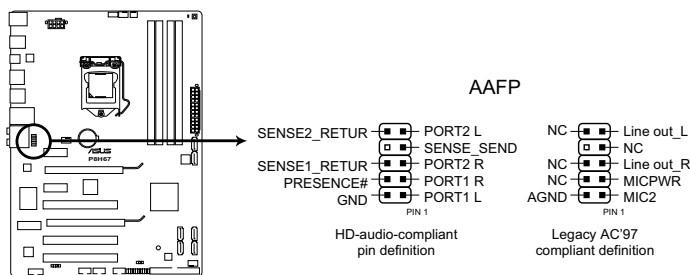 AAFP
SENSE2_RETUR
PORT2 L
SENSE_SEND
SENSE1_RETUR
PORT2 R
PRESENCE#
PORT1 R
GND
PORT1 L
PIN 1
HD-audio-compliant
pin definition
NC
Line out_L
NC
NC
Line out_R
NC
MICPWR
AGND
MIC2
PIN 1
Legacy AC'97
compliant definition
ASUS
P8H67